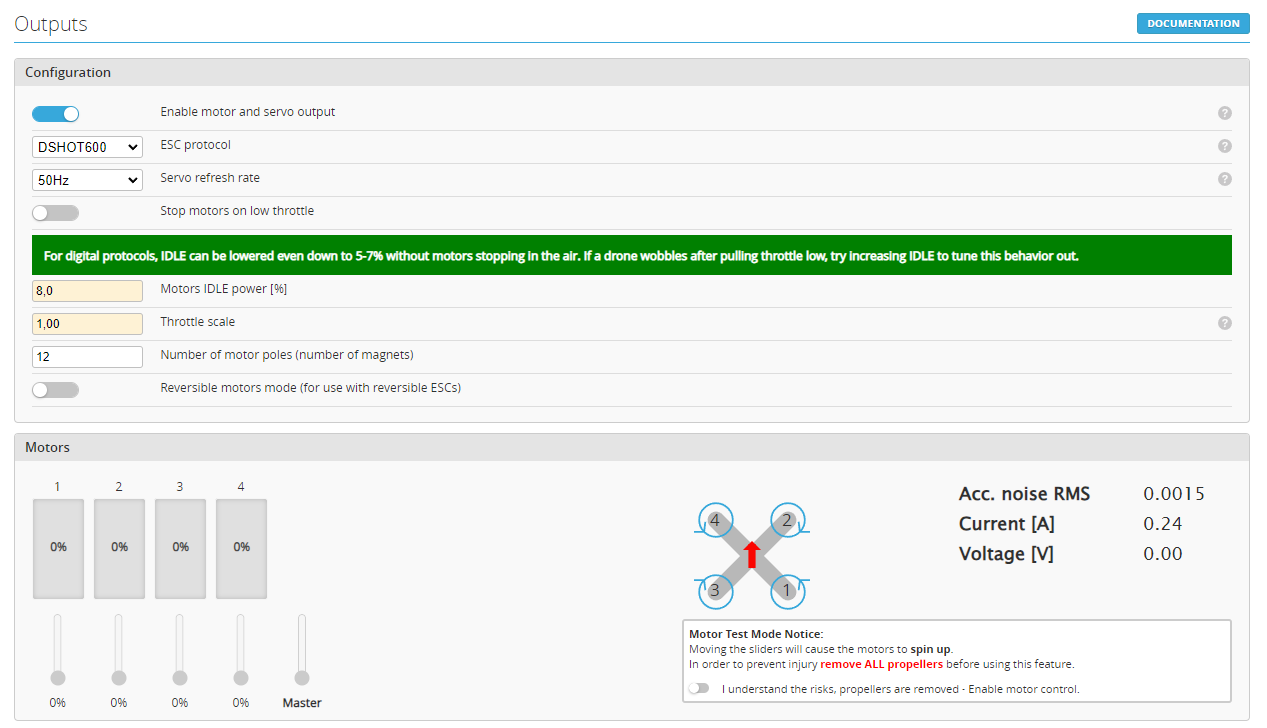 Outputs
DOCUMENTATION
Configuration
Enable motor and servo output
?
DSHOT600
ESC protocol
?
50Hz
Servo refresh rate
?
Stop motors on low throttle
For digital protocols, IDLE can be lowered even down to 5-7% without motors stopping in the air. If a drone wobbles after pulling throttle low, try increasing IDLE to tune this behavior out.
8,0
Motors IDLE power [%]
1,00
Throttle scale
?
12
Number of motor poles (number of magnets)
Reversible motors mode (for use with reversible ESCs)
Motors
1 2 3 4
0% 0% 0% 0%
0% 0% 0% 0% Master
4 2
3 1
Acc. noise RMS 0.0015
Current [A] 0.24
Voltage [V] 0.00
Motor Test Mode Notice:
Moving the sliders will cause the motors to spin up.
In order to prevent injury remove ALL propellers before using this feature.
I understand the risks, propellers are removed - Enable motor control.